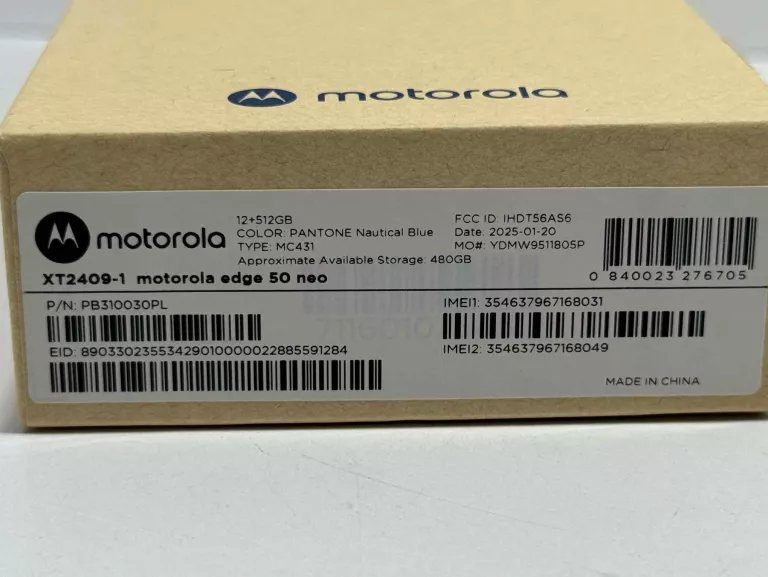 motorola
motorola
12+512GB
COLOR: PANTONE Nautical Blue
TYPE: MC431
Approximate Available Storage: 480GB
FCC ID: IHDT56AS6
Date: 2025-01-20
MO#: YDMW9511805P
0 840023 276705
XT2409-1 motorola edge 50 neo
P/N: PB310030PL
EID: 89033023553429010000022885591284
IMEI1: 354637967168031
IMEI2: 354637967168049
MADE IN CHINA